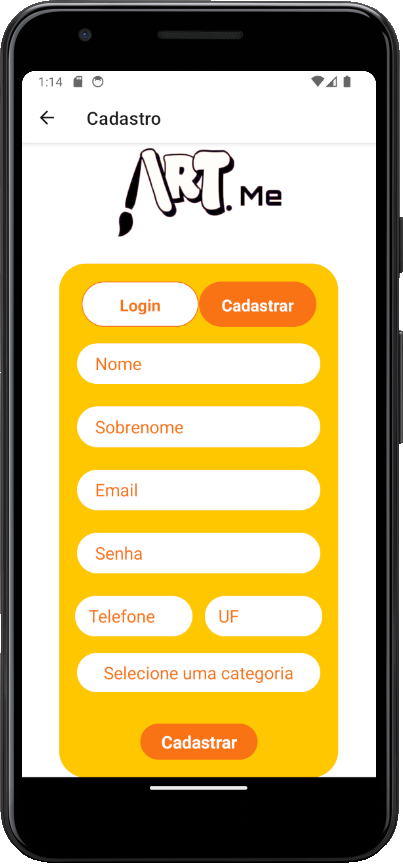 1:14
Cadastro
ART. Me
Login Cadastrar
Nome
Sobrenome
Email
Senha
Telefone UF
Selecione uma categoria
Cadastrar